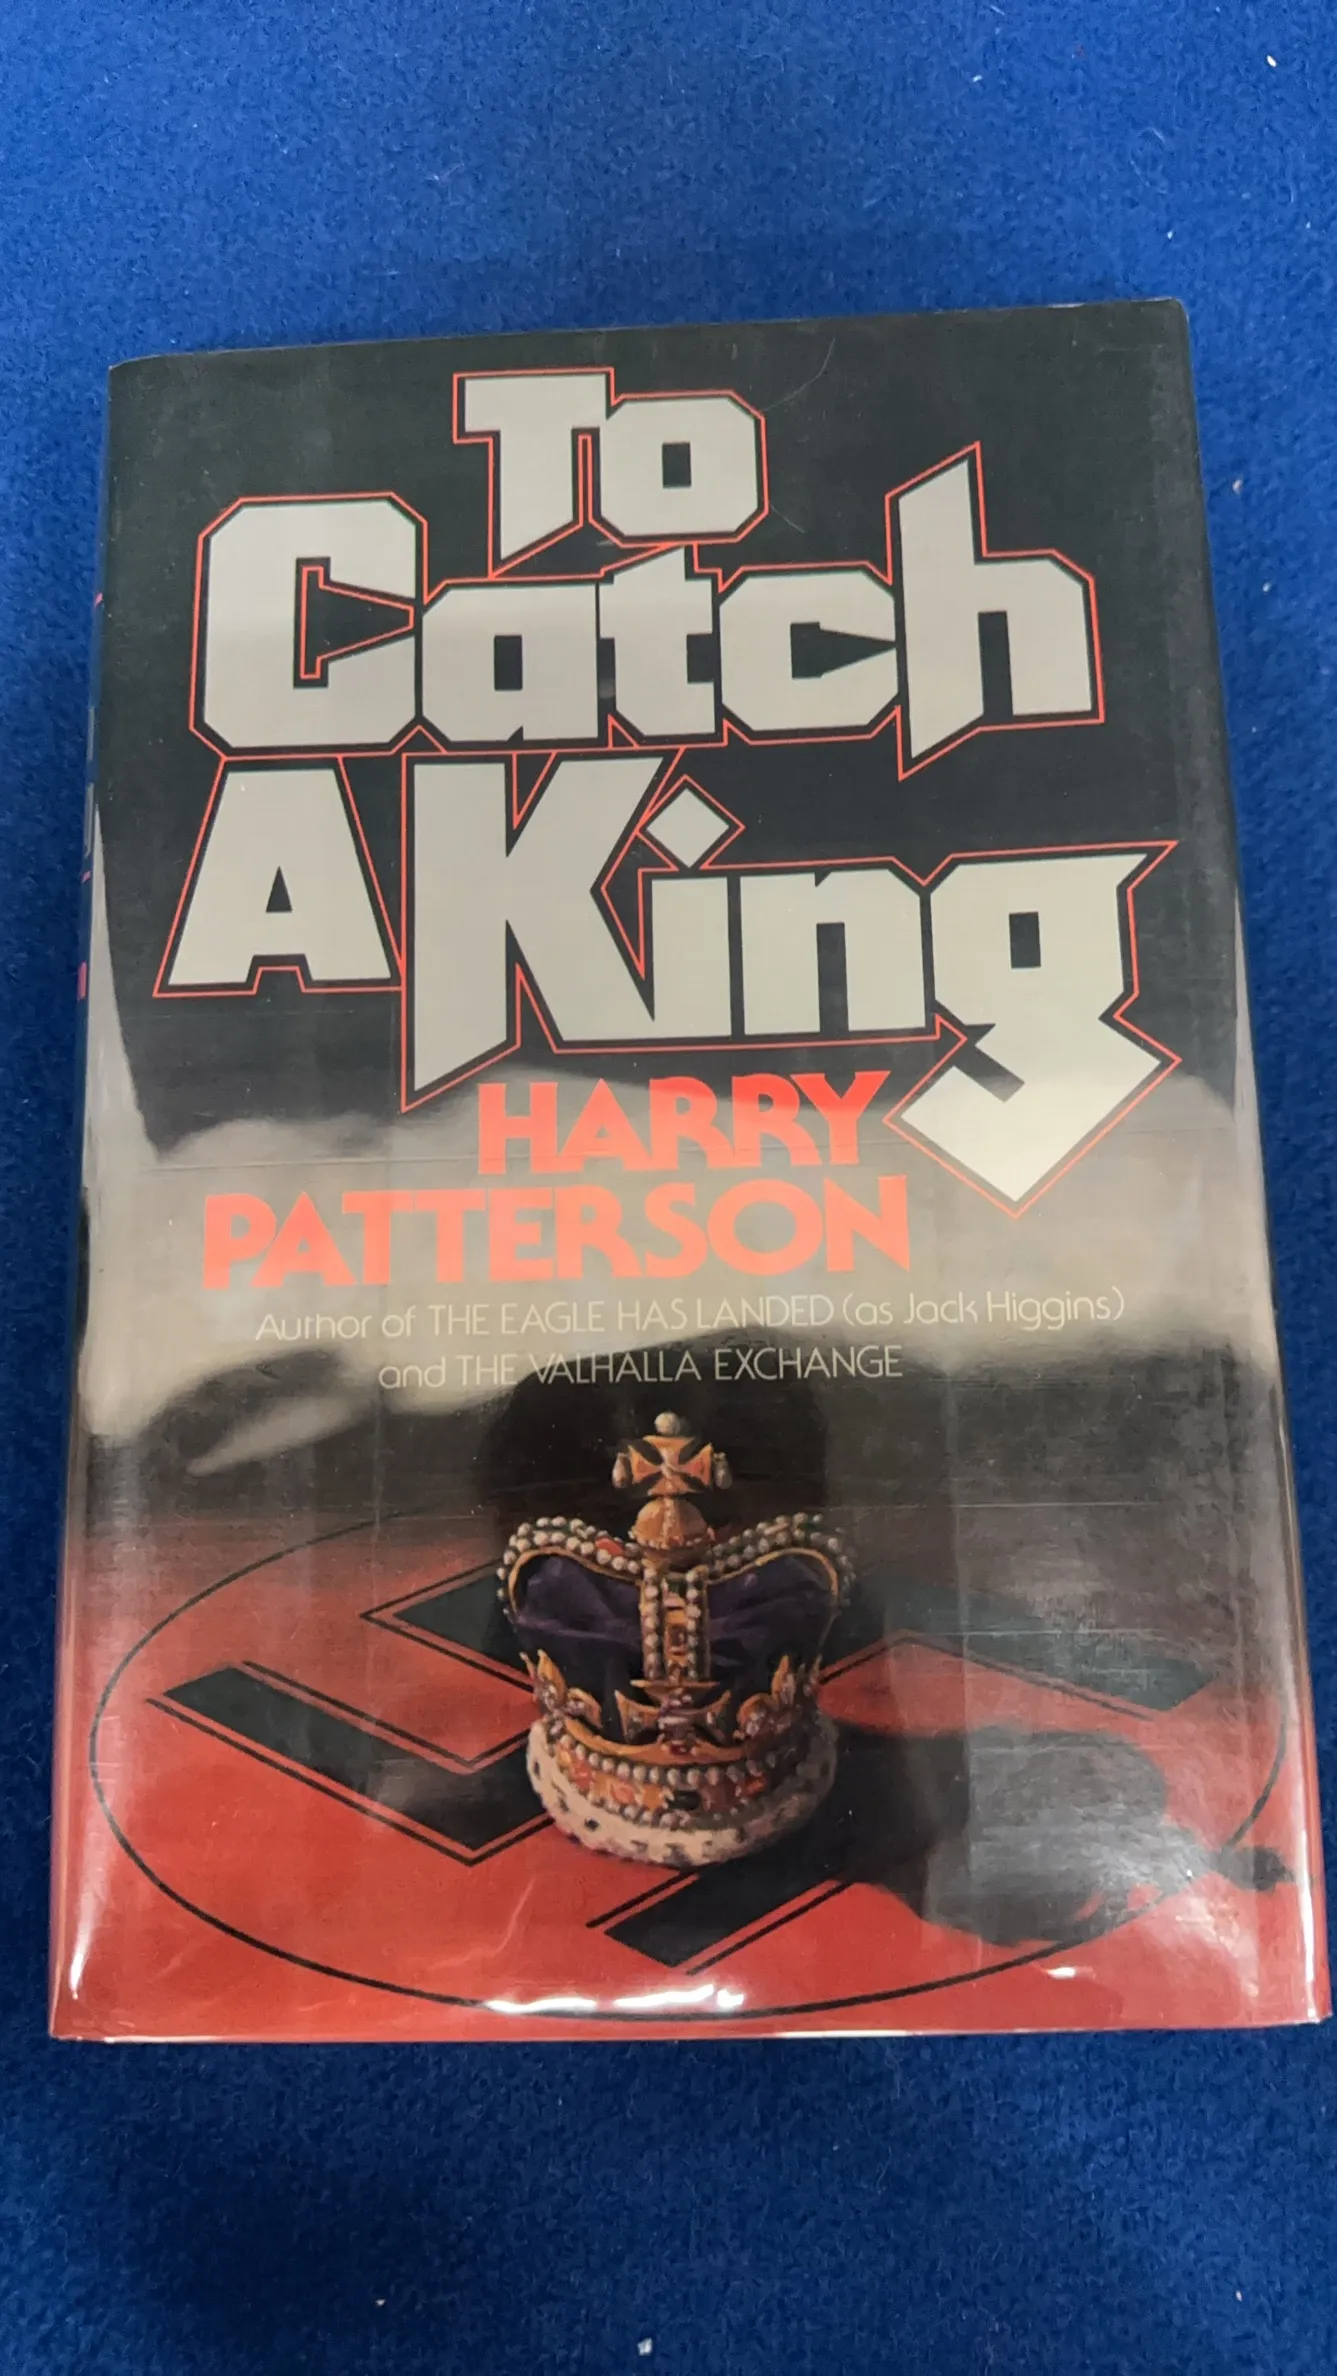 To
Catch
A King
HARRY
PATTERSON
Author of THE EAGLE HAS LANDED (as Jack Higgins)
and THE VALHALLA EXCHANGE